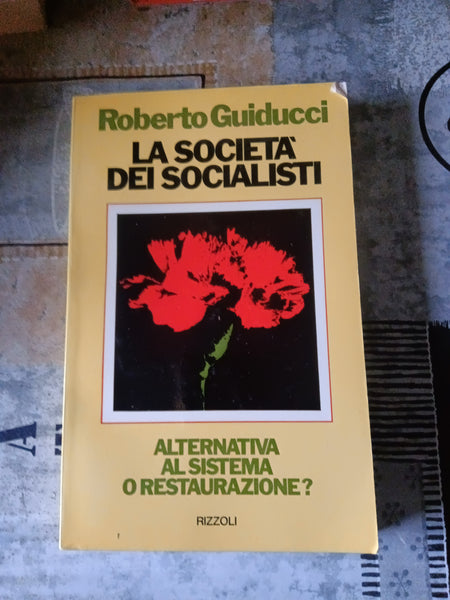 Roberto Guiducci
LA SOCIETÀ
DEI SOCIALISTI
ALTERNATIVA
AL SISTEMA
O RESTAURAZIONE?
RIZZOLI
A